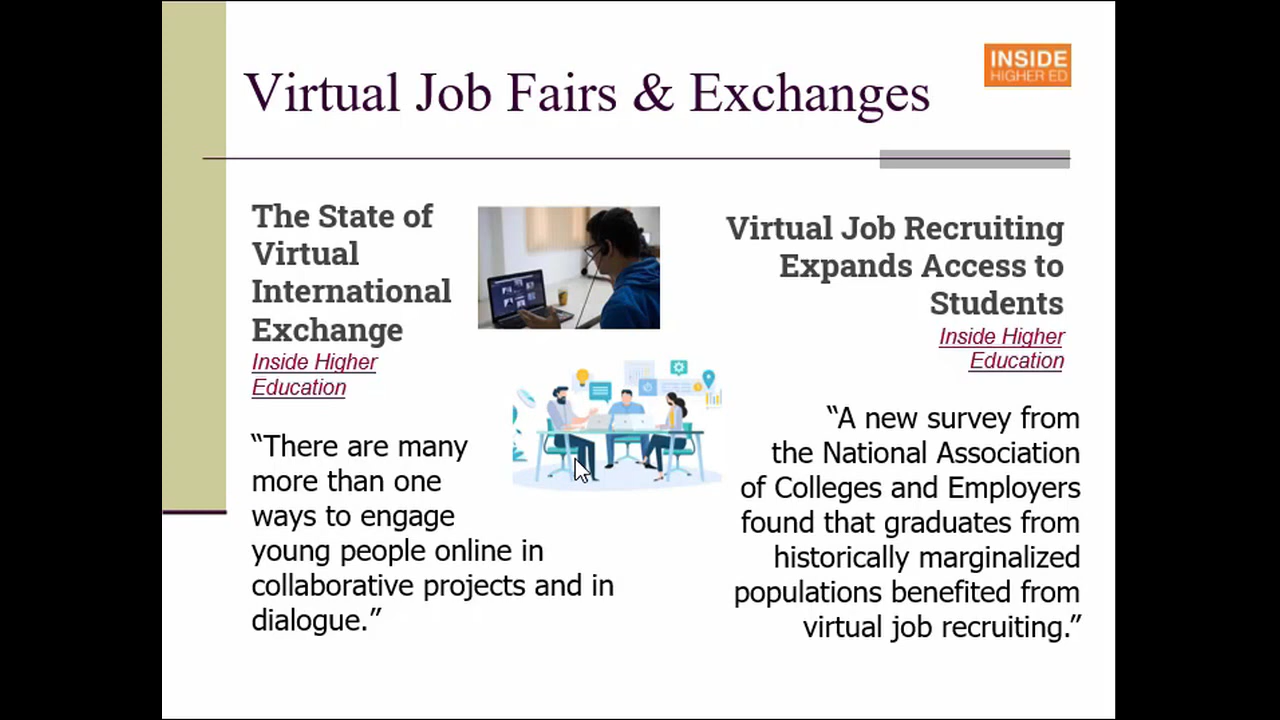 INSIDE
HIGHER ED
Virtual Job Fairs & Exchanges
The State of
Virtual
International
Exchange
Inside Higher
Education
“There are many
more than one
ways to engage
young people online in
collaborative projects and in
dialogue.”
Virtual Job Recruiting
Expands Access to
Students
Inside Higher
Education
“A new survey from
the National Association
of Colleges and Employers
found that graduates from
historically marginalized
populations benefited from
virtual job recruiting.”